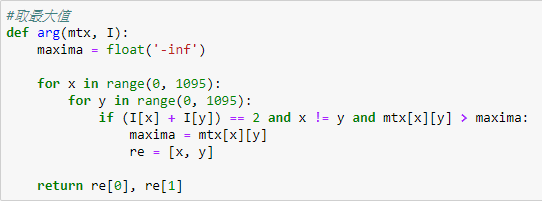 #取最大值
def arg(mtx, I):
    maxima = float('-inf')
    for x in range(0, 1095):
        for y in range(0, 1095):
            if (I[x] + I[y]) == 2 and x != y and mtx[x][y] > maxima:
                maxima = mtx[x][y]
                re = [x, y]
    return re[0], re[1]